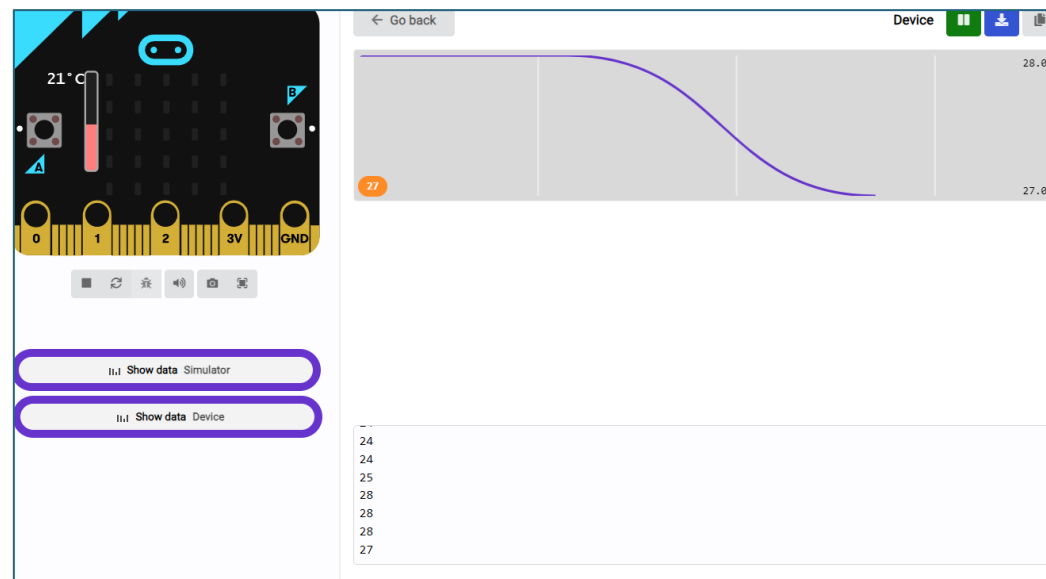 21°C
B
A
0 1 2 3V GND
Show data Simulator
Show data Device
Go back
Device
28.0
27
27.0
24
24
25
28
28
28
27